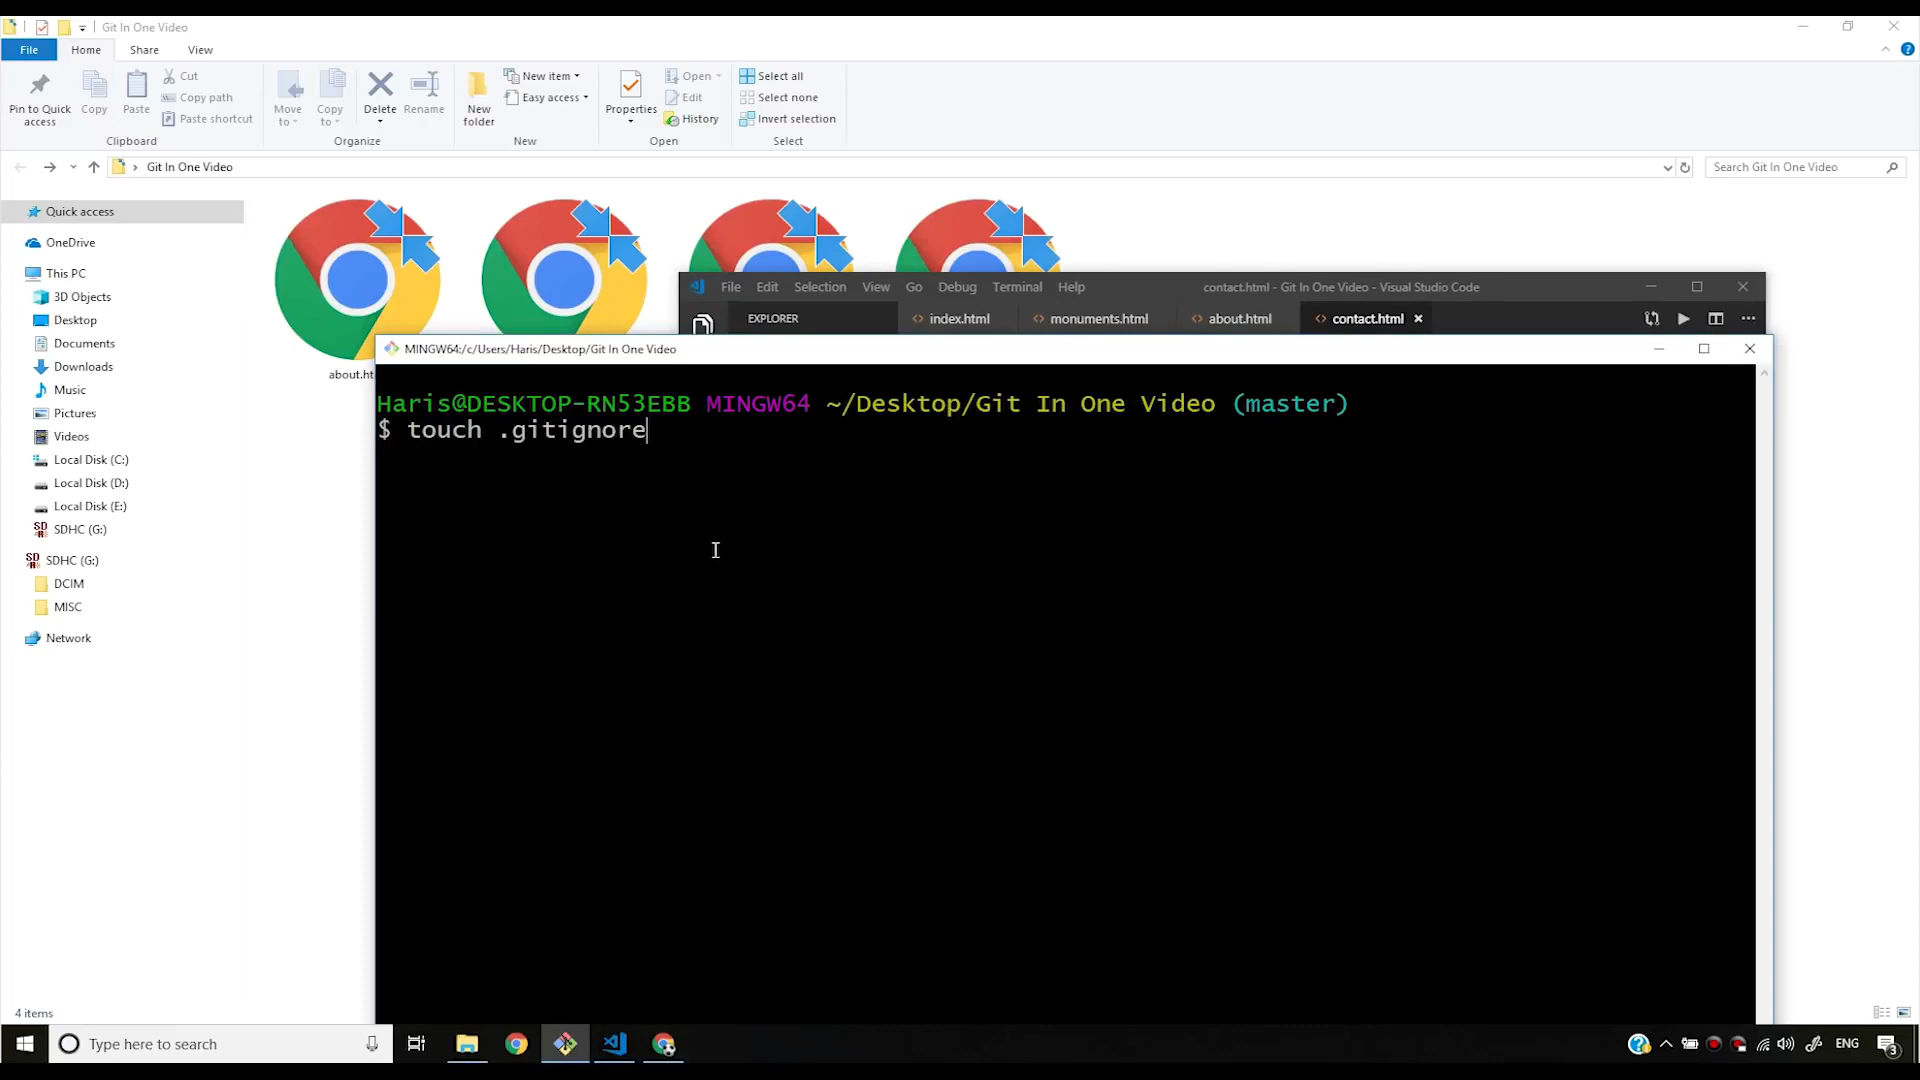 Git In One Video
File Home Share View
Pin to Quick access
Copy
Paste
Cut
Copy path
Paste shortcut
Clipboard
Move to
Copy to
Delete
Rename
Organize
New folder
New item
Easy access
New
Properties
Open
Edit
History
Open
Select all
Select none
Invert selection
Select
Git In One Video
Search Git In One Video
Quick access
OneDrive
This PC
3D Objects
Desktop
Documents
Downloads
Music
Pictures
Videos
Local Disk (C:)
Local Disk (D:)
Local Disk (E:)
SDHC (G:)
SDHC (G:)
DCIM
MISC
Network
about.ht
File Edit Selection View Go Debug Terminal Help
contact.html - Git In One Video - Visual Studio Code
EXPLORER
index.html
monuments.html
about.html
contact.html
MINGW64:/c/Users/Haris/Desktop/Git In One Video
Haris@DESKTOP-RN53EBB MINGW64 ~/Desktop/Git In One Video (master)
$ touch .gitignore
4 items
Type here to search
ENG
3